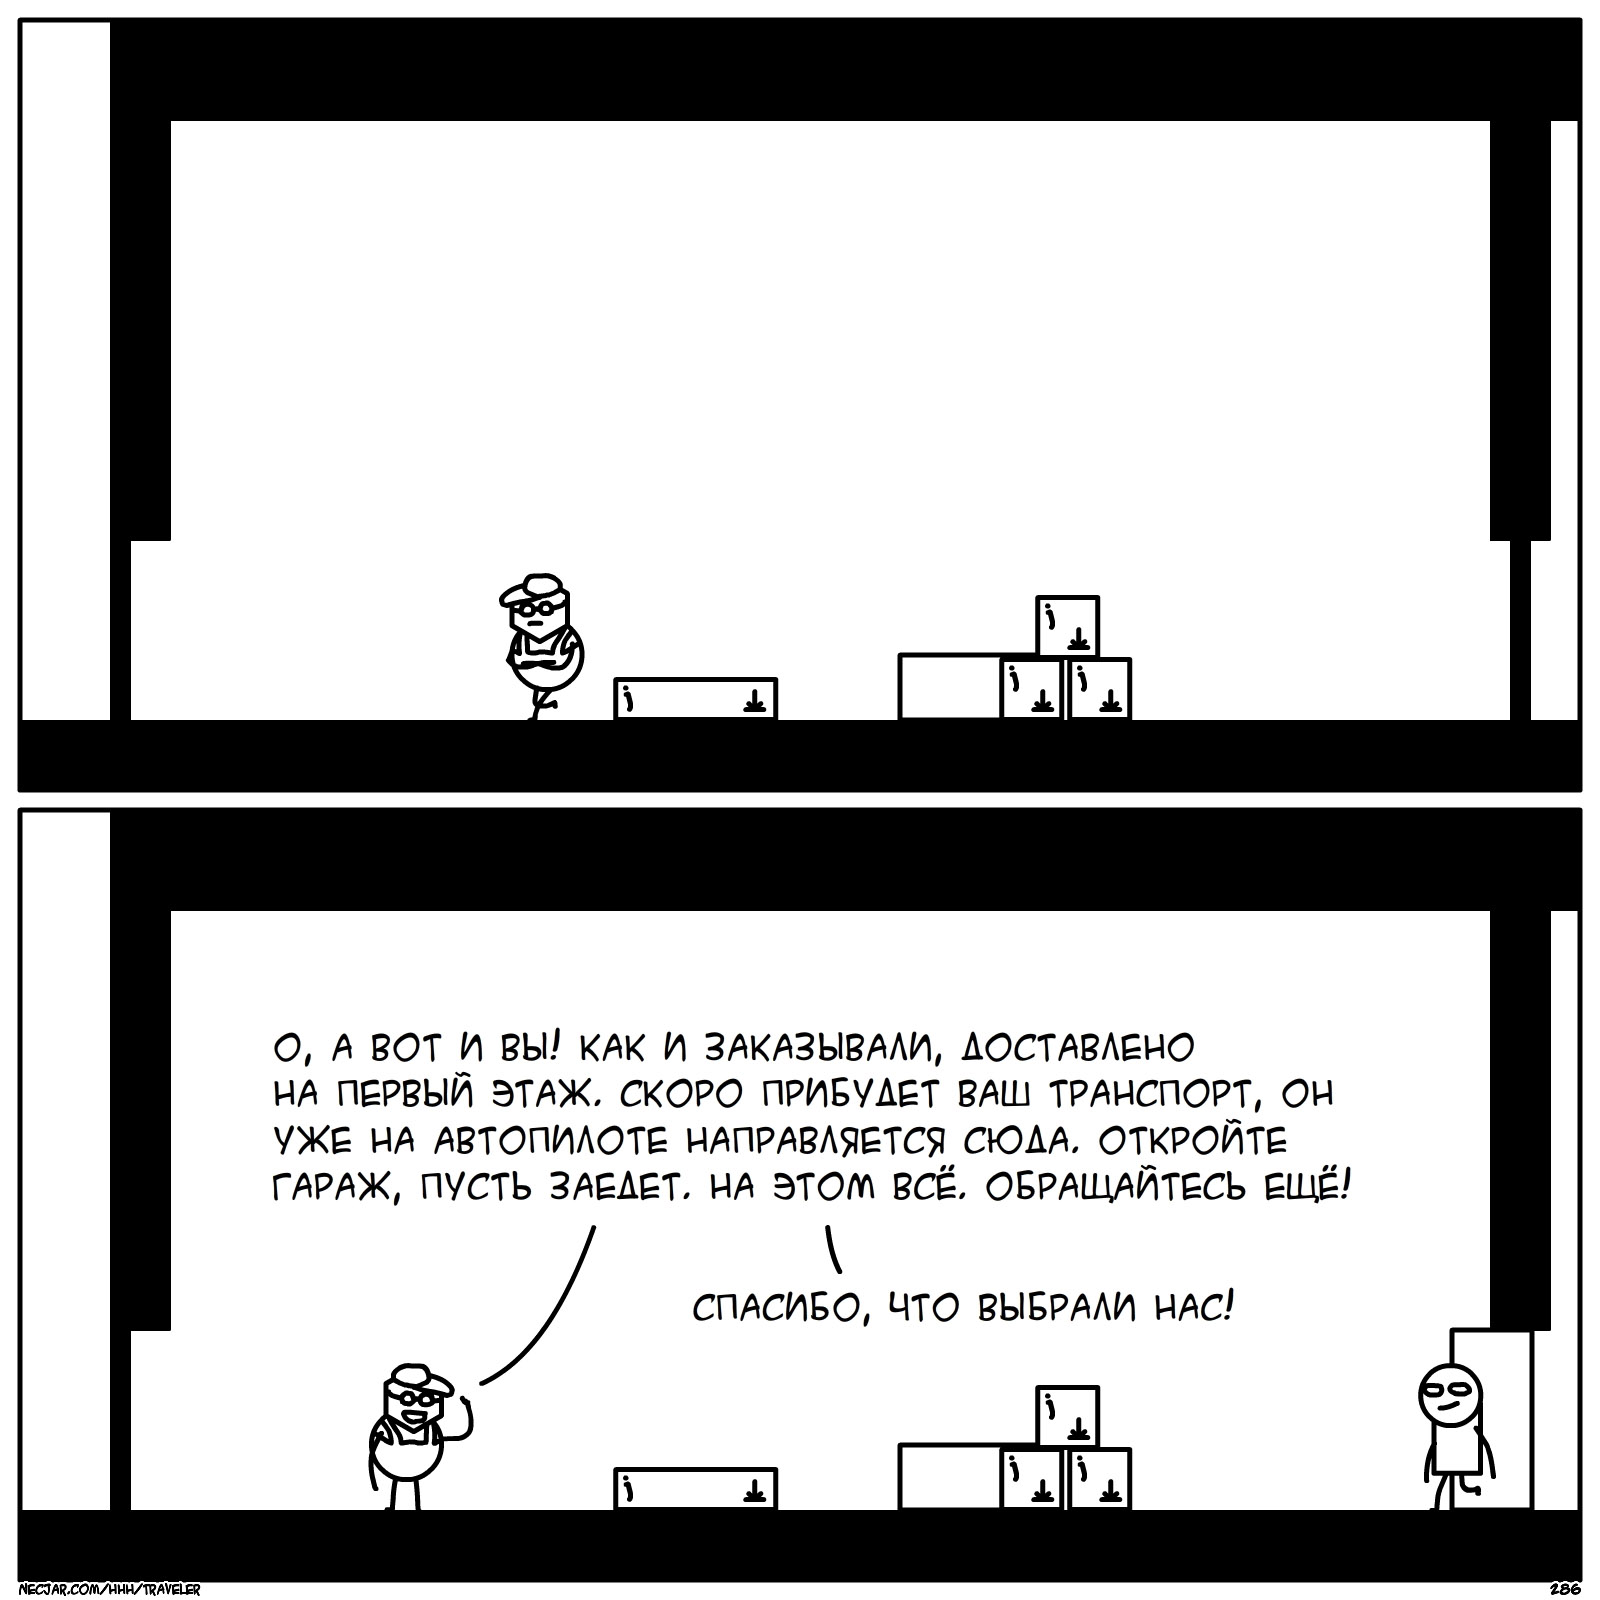 О, А ВОТ И ВЫ! КАК И ЗАКАЗЫВАЛИ, ДОСТАВЛЕНО
НА ПЕРВЫЙ ЭТАЖ. СКОРО ПРИБУДЕТ ВАШ ТРАНСПОРТ, ОН
УЖЕ НА АВТОПИЛОТЕ НАПРАВЛЯЕТСЯ СЮДА. ОТКРОЙТЕ
ГАРАЖ, ПУСТЬ ЗАЕДЕТ. НА ЭТОМ ВСЁ. ОБРАЩАЙТЕСЬ ЕЩЁ!
СПАСИБО, ЧТО ВЫБРАЛИ НАС!
NECJAR.COM/HHH/TRAVELER
286